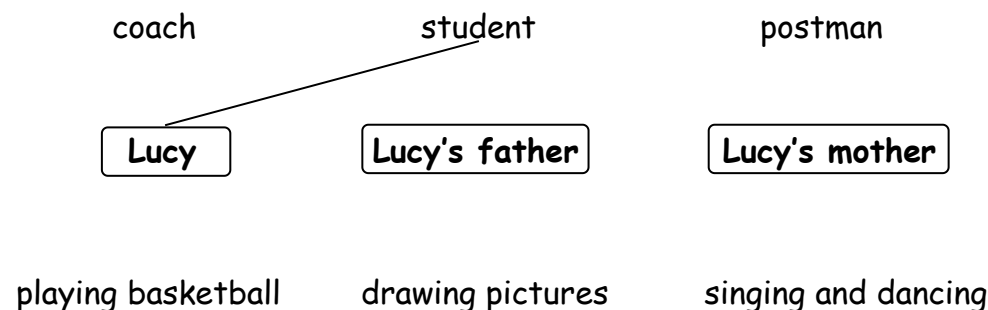 coach student postman
Lucy Lucy's father Lucy's mother
playing basketball drawing pictures singing and dancing